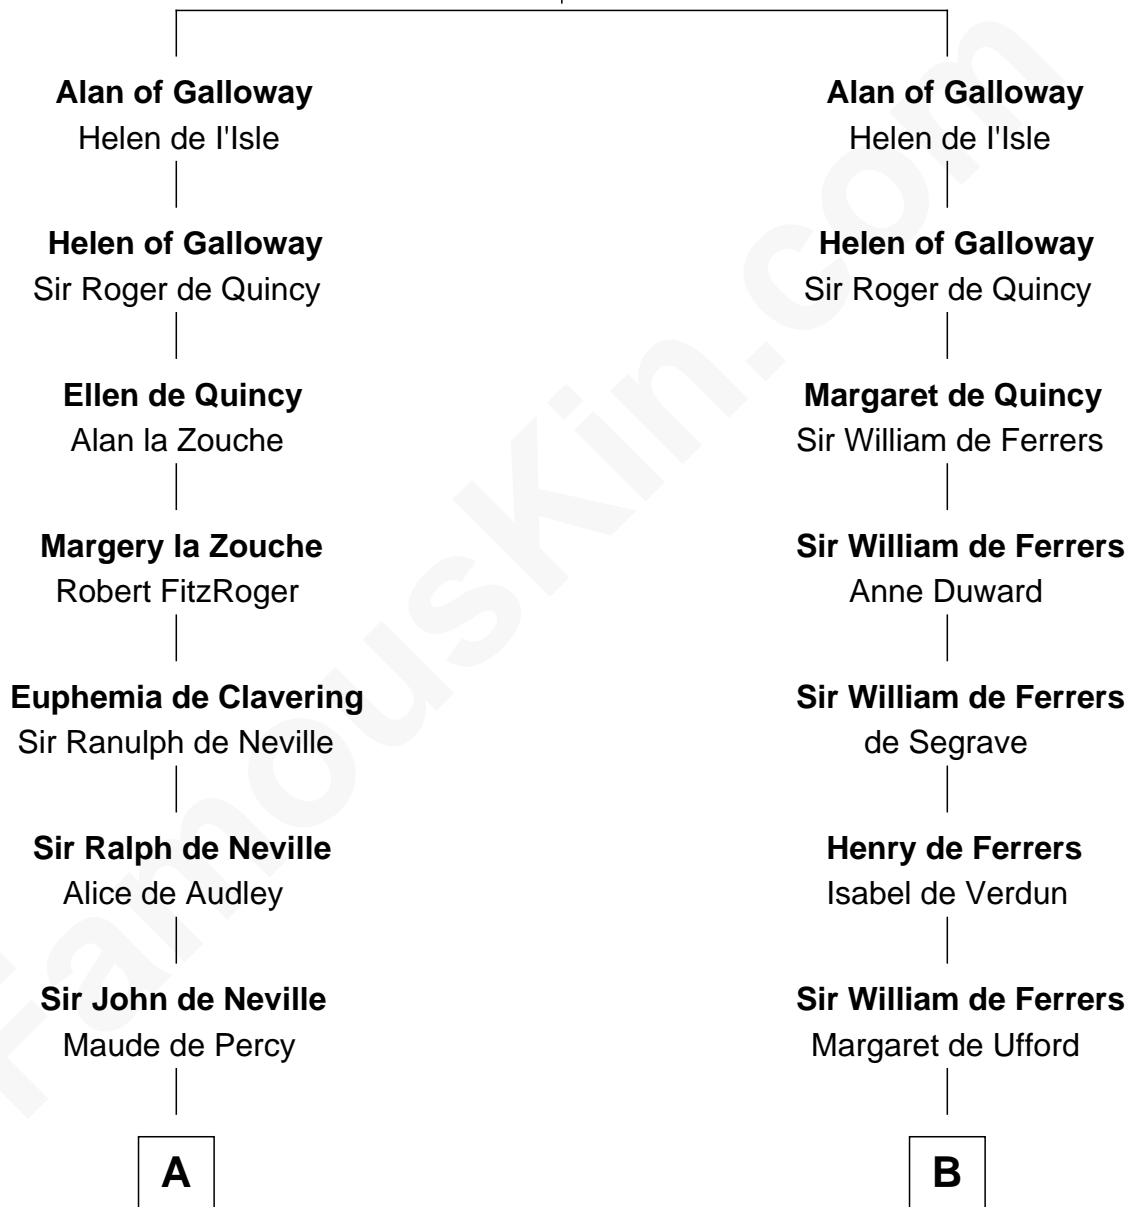 Alan of Galloway
Helen de I'Isle
Alan of Galloway
Helen de I'Isle
Helen of Galloway
Sir Roger de Quincy
Helen of Galloway
Sir Roger de Quincy
Ellen de Quincy
Alan la Zouche
Margaret de Quincy
Sir William de Ferrers
Margery la Zouche
Robert FitzRoger
Sir William de Ferrers
Anne Duward
Euphemia de Clavering
Sir Ranulph de Neville
Sir William de Ferrers
de Segrave
Sir Ralph de Neville
Alice de Audley
Henry de Ferrers
Isabel de Verdun
Sir John de Neville
Maude de Percy
Sir William de Ferrers
Margaret de Ufford
A
B
FamousKin.com